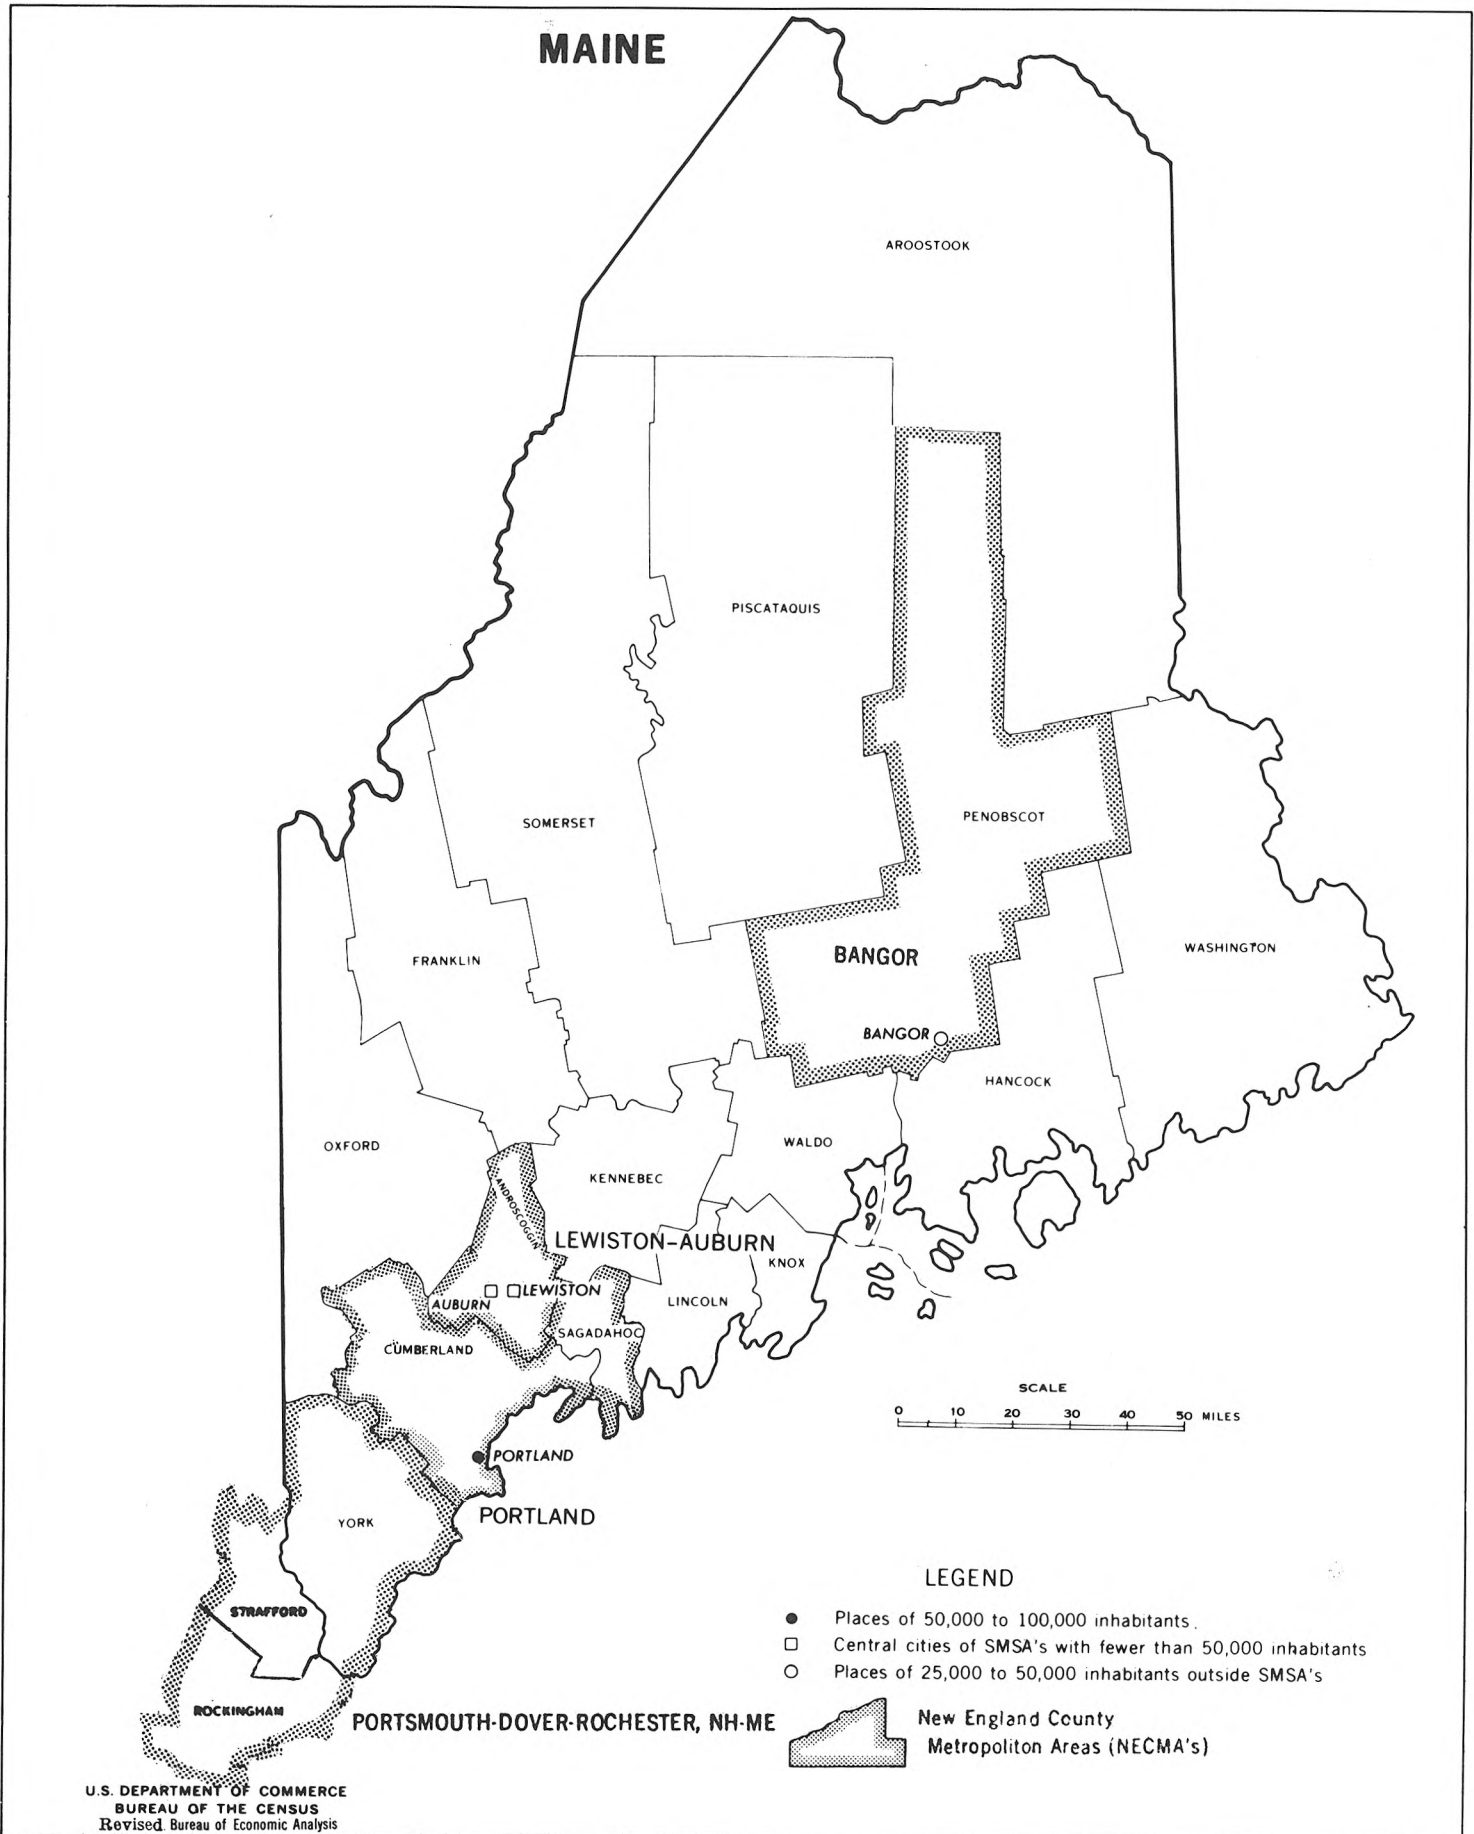 MAINE
AROOSTOOK
PISCATAQUIS
PENOBSCOT
SOMERSET
BANGOR
WASHINGTON
FRANKLIN
BANGOR
HANCOCK
OXFORD
WALDO
KENNEBEC
ANDROSCOGGIN
LEWISTON-AUBURN
KNOX
LEWISTON
AUBURN
LINCOLN
SAGADAHOC
CUMBERLAND
SCALE
0 10 20 30 40 50 MILES
PORTLAND
PORTLAND
YORK
LEGEND
STRAFFORD
Places of 50,000 to 100,000 inhabitants.
Central cities of SMSA's with fewer than 50,000 inhabitants
Places of 25,000 to 50,000 inhabitants outside SMSA's
ROCKINGHAM
PORTSMOUTH-DOVER-ROCHESTER, NH-ME
New England County
Metropoliton Areas (NECMA's)
U.S. DEPARTMENT OF COMMERCE
BUREAU OF THE CENSUS
Revised. Bureau of Economic Analysis